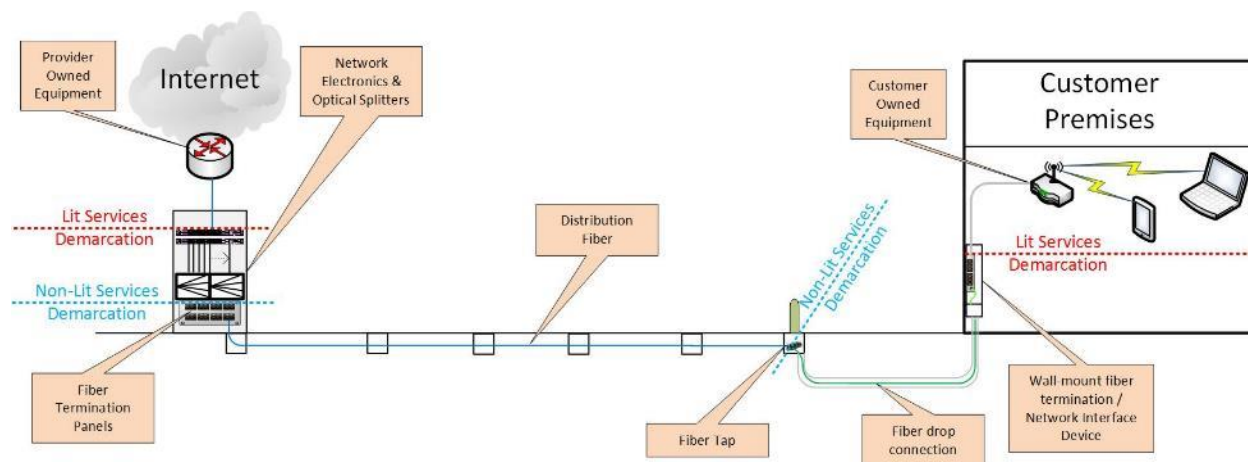 Provider
Owned
Equipment
Internet
Network
Electronics &
Optical Splitters
Customer
Owned
Equipment
Customer
Premises
Lit Services
Demarcation
Non-Lit Services
Demarcation
Distribution
Fiber
Non-Lit Services
Demarcation
Lit Services
Demarcation
Fiber
Termination
Panels
Fiber Tap
Fiber drop
connection
Wall-mount fiber
termination /
Network Interface
Device